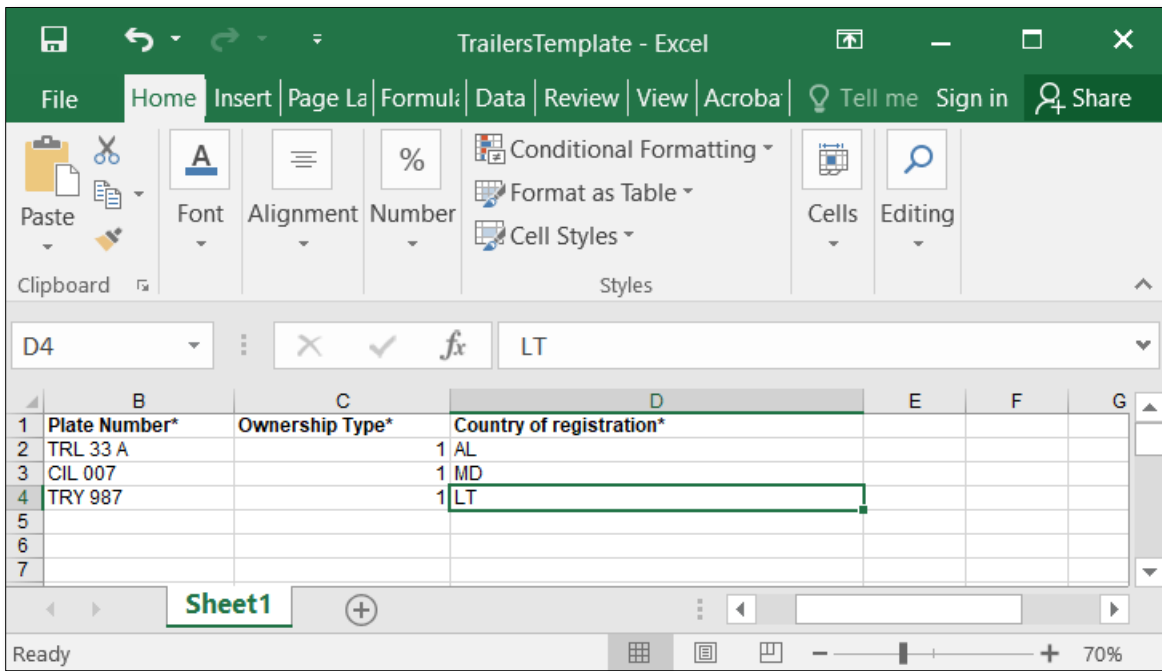 TrailersTemplate - Excel
File Home Insert Page La Formula Data Review View Acroba Tell me Sign in Share
Paste Font Alignment Number Conditional Formatting Format as Table Cell Styles Cells Editing
Clipboard Styles
D4 fx LT
B C D E F G
1 Plate Number* Ownership Type* Country of registration*
2 TRL 33 A 1 AL
3 CIL 007 1 MD
4 TRY 987 1 LT
5
6
7
Sheet1
Ready 70%